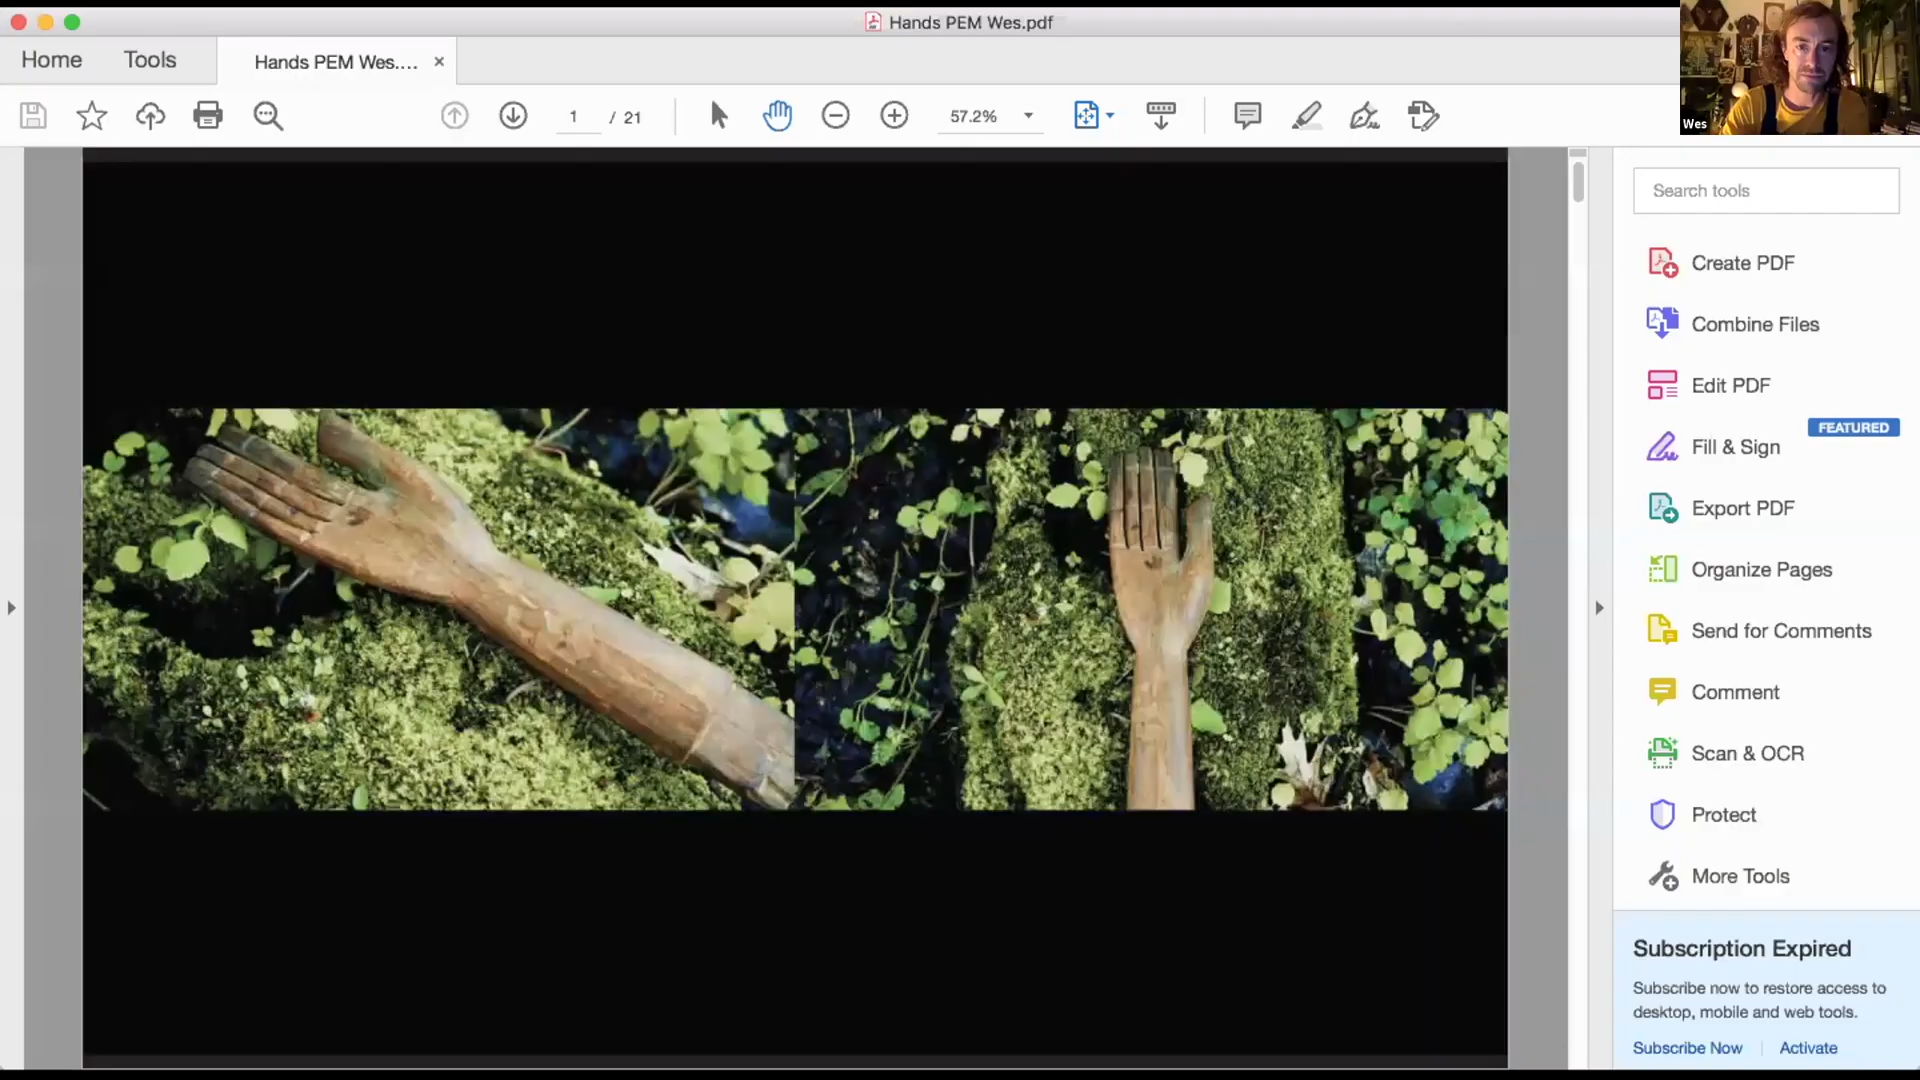 Hands PEM Wes.pdf
Home
Tools
Hands PEM Wes....
1 / 21
57.2%
Wes
Search tools
Create PDF
Combine Files
Edit PDF
FEATURED
Fill & Sign
Export PDF
Organize Pages
Send for Comments
Comment
Scan & OCR
Protect
More Tools
Subscription Expired
Subscribe now to restore access to
desktop, mobile and web tools.
Subscribe Now
Activate